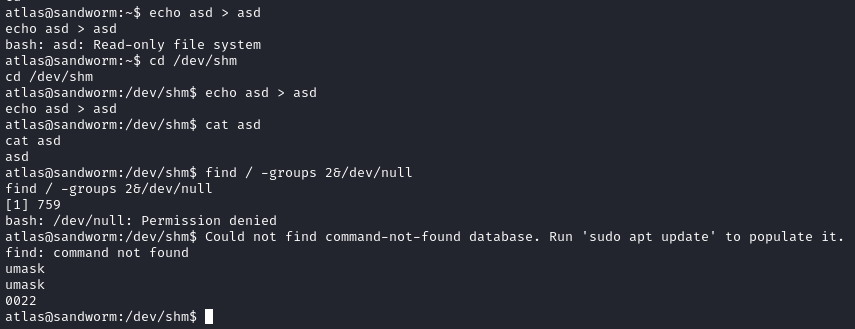 atlas@sandworm:~$ echo asd > asd
echo asd > asd
bash: asd: Read-only file system
atlas@sandworm:~$ cd /dev/shm
cd /dev/shm
atlas@sandworm:/dev/shm$ echo asd > asd
echo asd > asd
atlas@sandworm:/dev/shm$ cat asd
cat asd
asd
atlas@sandworm:/dev/shm$ find / -groups 2&/dev/null
find / -groups 2&/dev/null
[1] 759
bash: /dev/null: Permission denied
atlas@sandworm:/dev/shm$ Could not find command-not-found database. Run 'sudo apt update' to populate it.
find: command not found
umask
umask
0022
atlas@sandworm:/dev/shm$